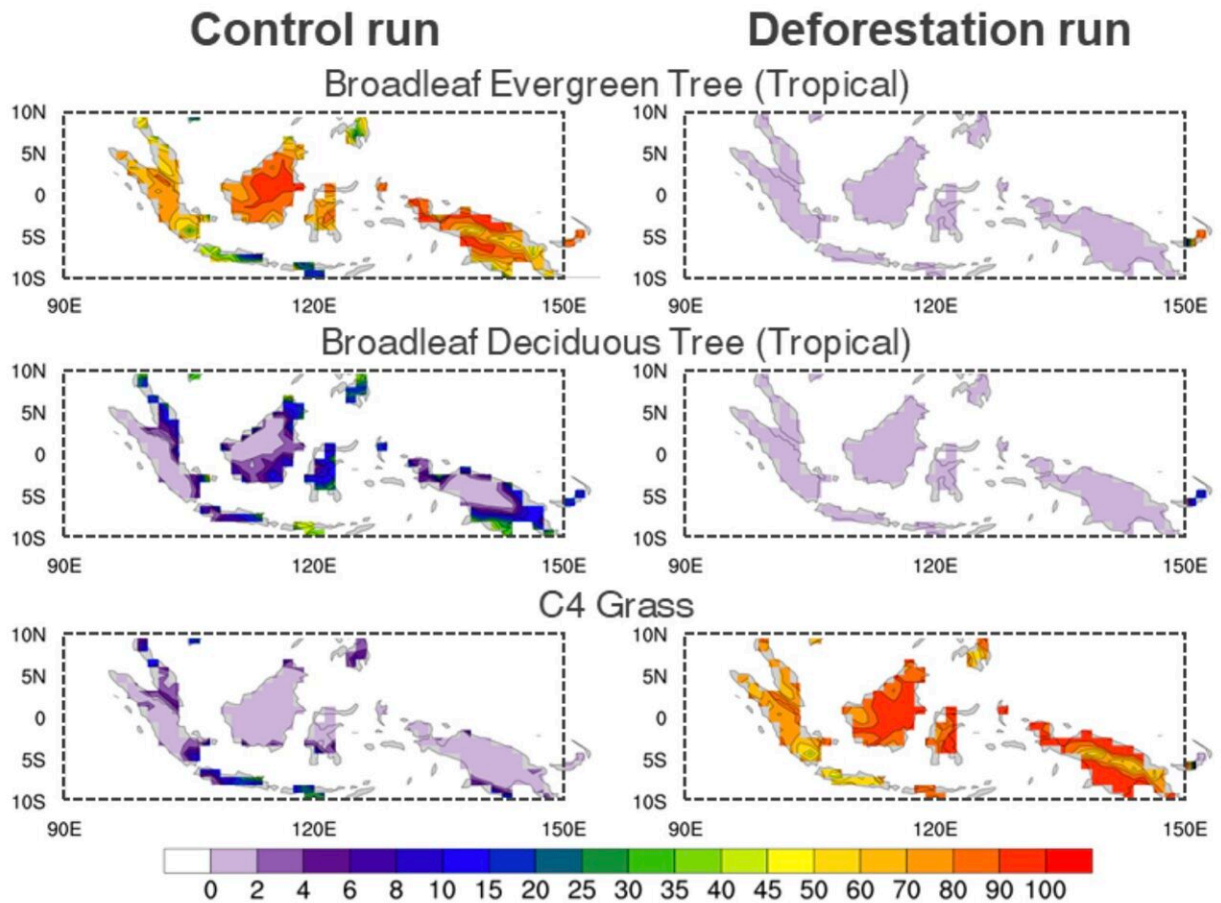 Control run Deforestation run
Broadleaf Evergreen Tree (Tropical)
10N 10N
5N 5N
0 0
5S 5S
10S 10S
90E 120E 150E 90E 120E 150E
Broadleaf Deciduous Tree (Tropical)
10N 10N
5N 5N
0 0
5S 5S
10S 10S
90E 120E 150E 90E 120E 150E
C4 Grass
10N 10N
5N 5N
0 0
5S 5S
10S 10S
90E 120E 150E 90E 120E 150E
0 2 4 6 8 10 15 20 25 30 35 40 45 50 60 70 80 90 100